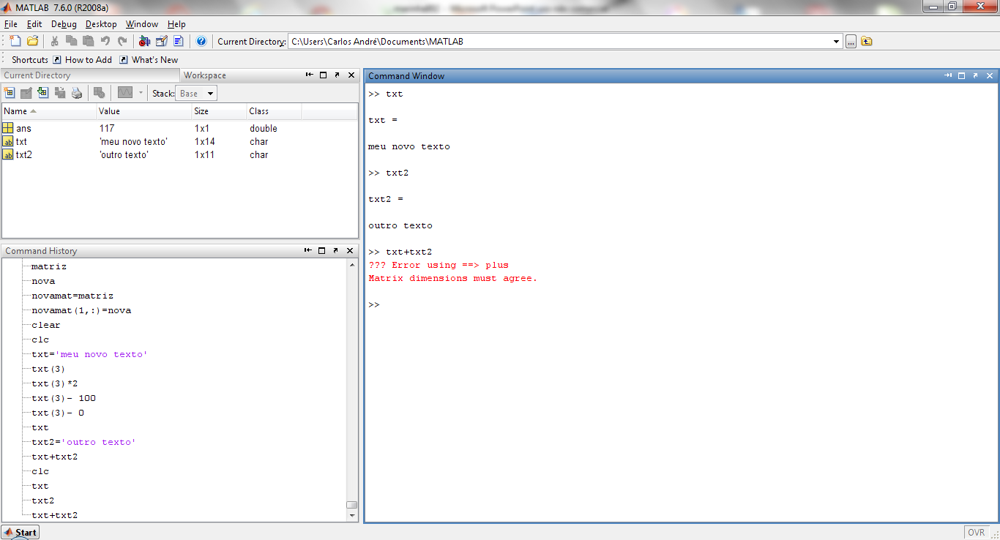 MATLAB 7.6.0 (R2008a)
File Edit Debug Desktop Window Help
Current Directory: C:\Users\Carlos André\Documents\MATLAB ...
Shortcuts How to Add What's New
Current Directory Workspace
Stack: Base
Name Value Size Class
ans 117 1x1 double
txt 'meu novo texto' 1x14 char
txt2 'outro texto' 1x11 char
Command History
matriz
nova
novamat=matriz
novamat(1,:)=nova
clear
clc
txt='meu novo texto'
txt(3)
txt(3)*2
txt(3)- 100
txt(3)- 0
txt
txt2='outro texto'
txt+txt2
clc
txt
txt2
txt+txt2
Command Window
>> txt
txt =
meu novo texto
>> txt2
txt2 =
outro texto
>> txt+txt2
??? Error using ==> plus
Matrix dimensions must agree.
>>
Start
OVR